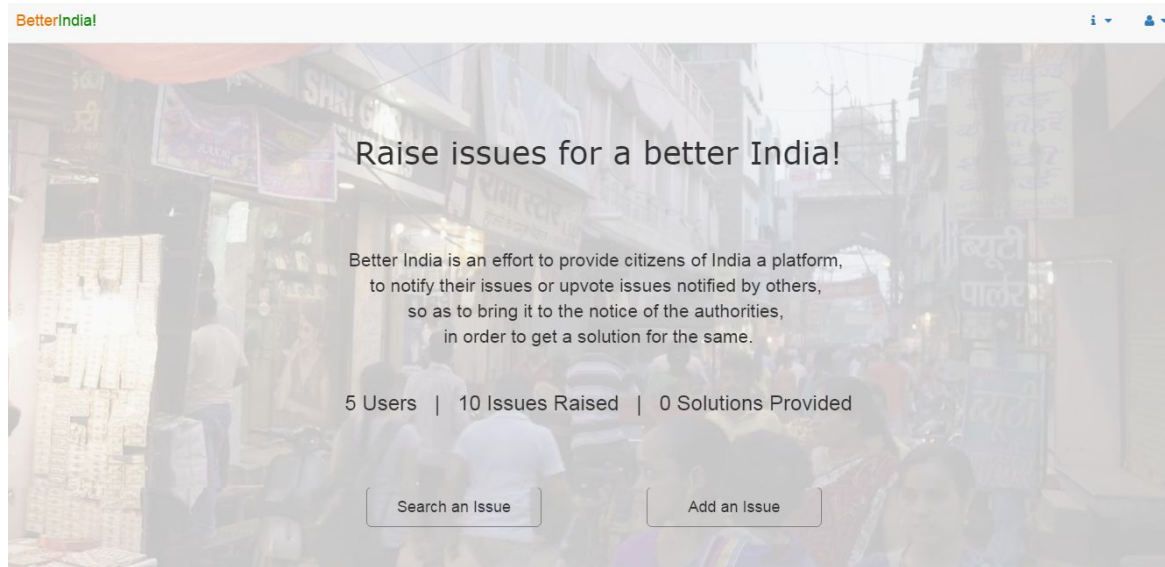 BetterIndia!
SHRI G
Raise issues for a better India!
रामा स्टोर
Better India is an effort to provide citizens of India a platform,
to notify their issues or upvote issues notified by others,
so as to bring it to the notice of the authorities,
in order to get a solution for the same.
ब्यूटी
पार्लर
5 Users | 10 Issues Raised | 0 Solutions Provided
Search an Issue
Add an Issue